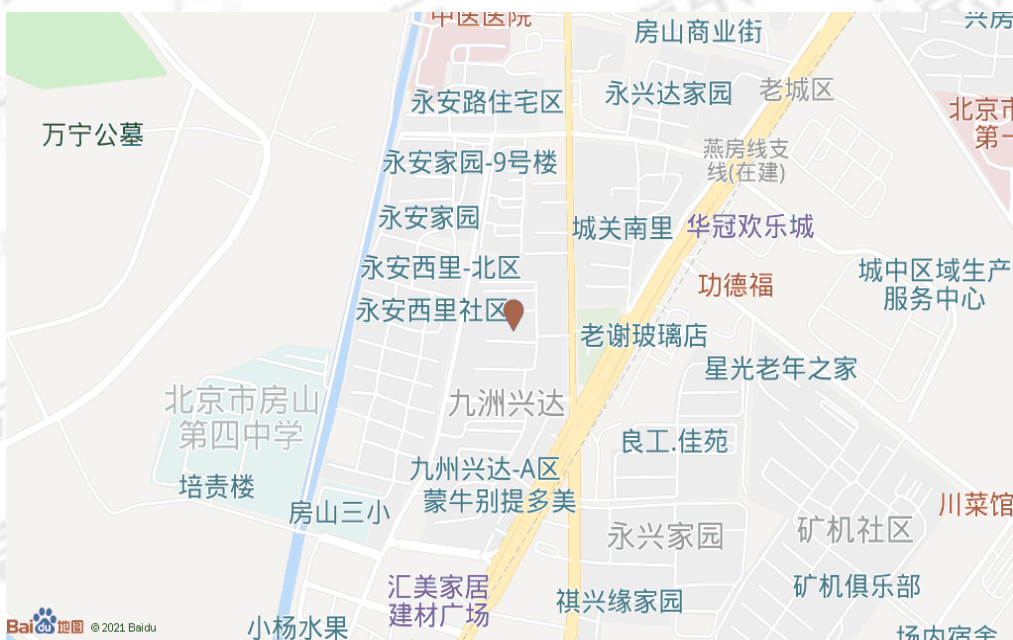 中医医院
房山商业街
兴房
老城区
永安路住宅区
永兴达家园
北京市
第一
万宁公墓
燕房线支
线(在建)
永安家园-9号楼
永安家园
城关南里
华冠欢乐城
永安西里-北区
功德福
城中区域生产
服务中心
永安西里社区
老谢玻璃店
星光老年之家
北京市房山
第四中学
九洲兴达
良工.佳苑
九州兴达-A区
培责楼
蒙牛别提多美
房山三小
川菜馆
永兴家园
矿机社区
汇美家居
建材广场
祺兴缘家园
矿机俱乐部
小杨水果
场内宿舍
Baidu地图 © 2021 Baidu